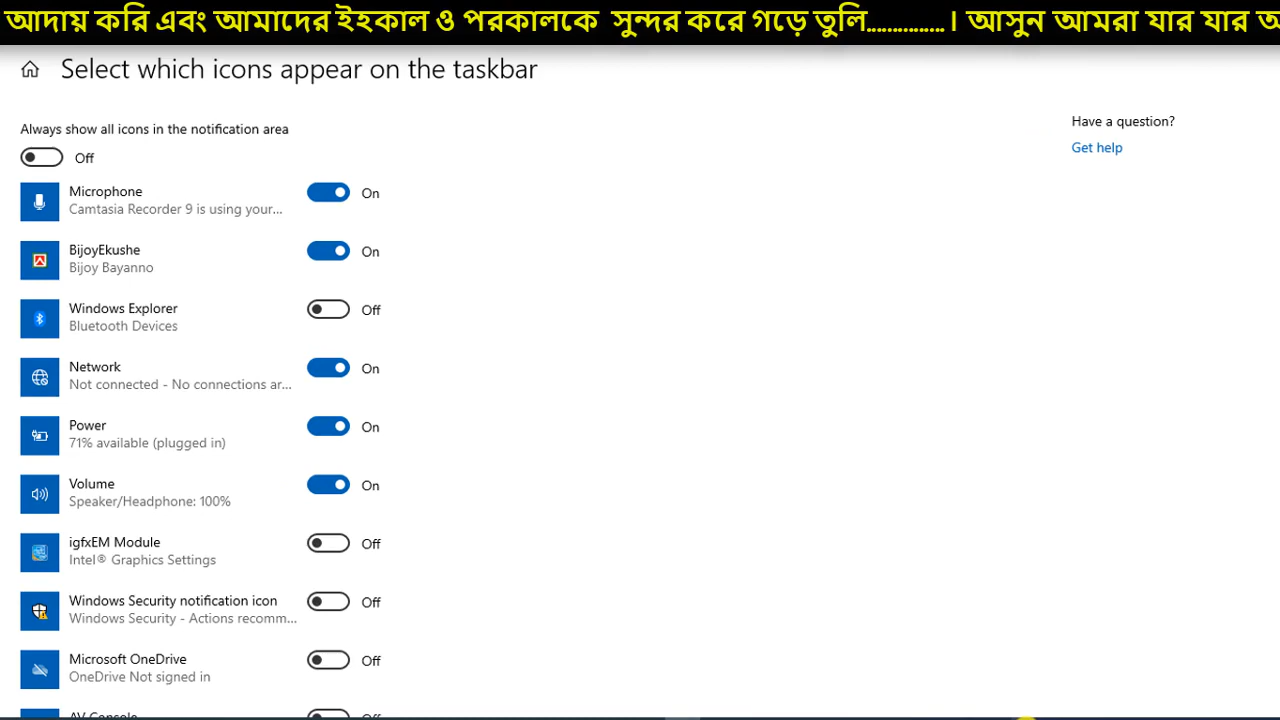 আদায় করি এবং আমাদের ইহকাল ও পরকালকে সুন্দর করে গড়ে তুলি...............। আসুন আমরা যার যার
Select which icons appear on the taskbar
Always show all icons in the notification area
Off
Microphone
Camtasia Recorder 9 is using your...
On
BijoyEkushe
Bijoy Bayanno
On
Windows Explorer
Bluetooth Devices
Off
Network
Not connected - No connections ar...
On
Power
71% available (plugged in)
On
Volume
Speaker/Headphone: 100%
On
igfxEM Module
Intel® Graphics Settings
Off
Windows Security notification icon
Windows Security - Actions recomm...
Off
Microsoft OneDrive
OneDrive Not signed in
Off
AV Console
Off
Have a question?
Get help